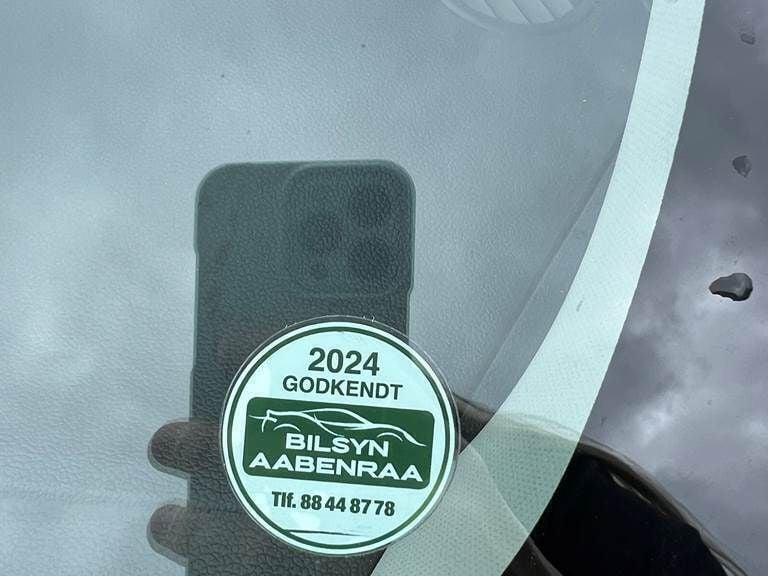 2024
GODKENDT
BILSYN
AABENRAA
Tlf. 88 44 87 78